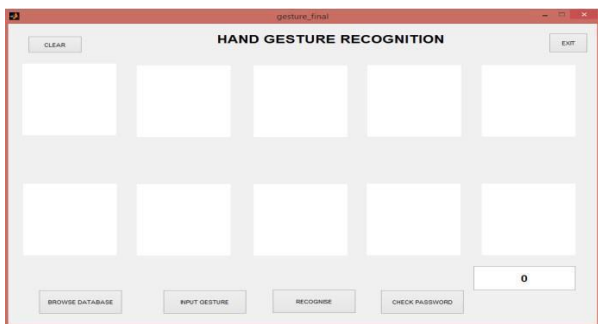 gesture_final
CLEAR
HAND GESTURE RECOGNITION
EXIT
0
BROWSE DATABASE
INPUT GESTURE
RECOGNISE
CHECK PASSWORD